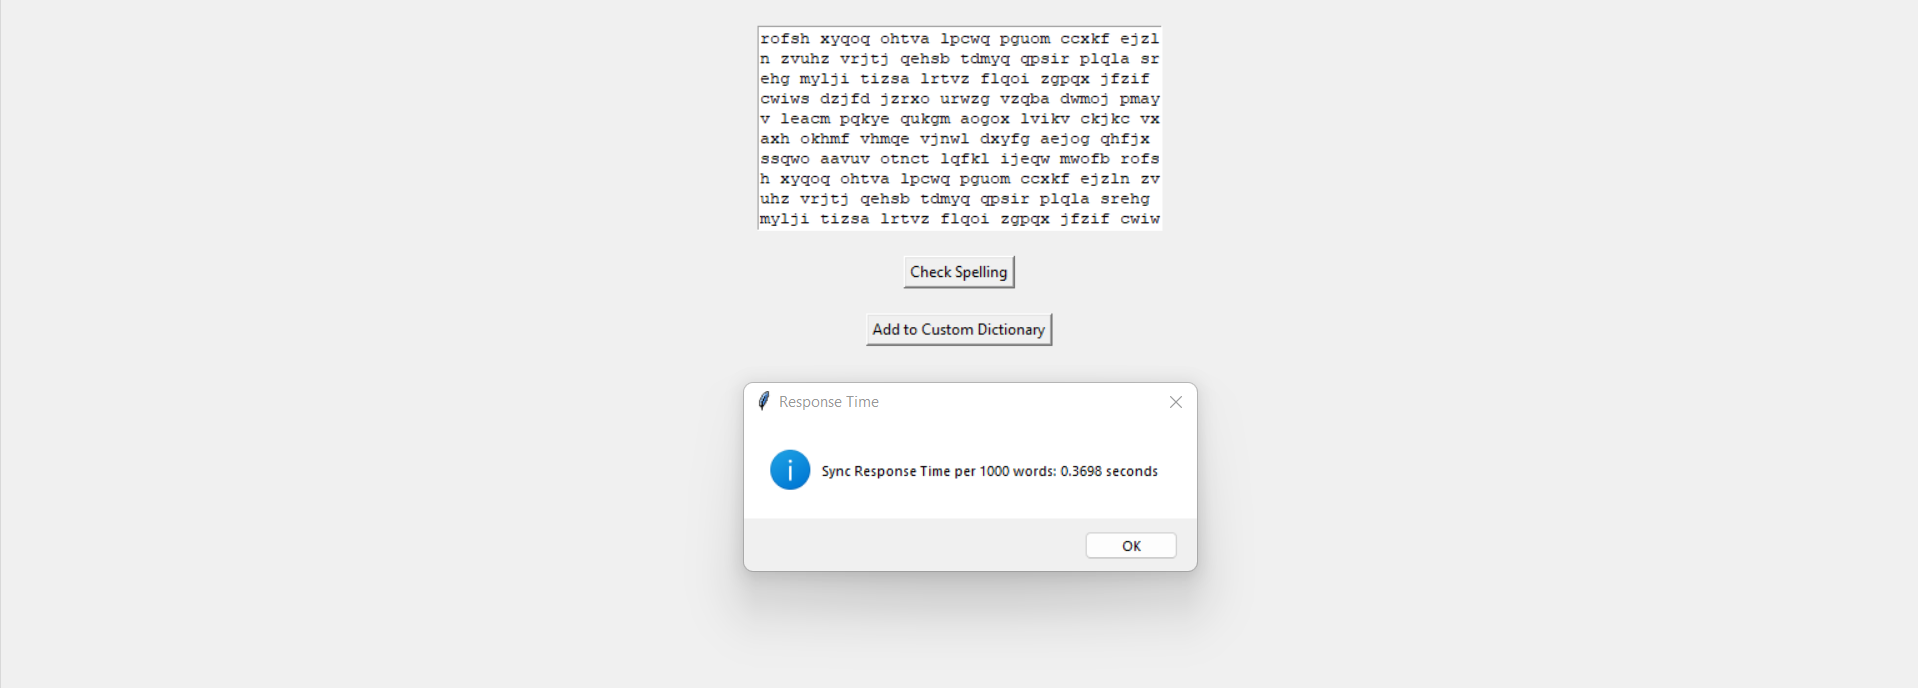 rofsh xyqoq ohtva lpcwq pguom ccxkf ejzl
n zvuhz vrjtj qehsb tdmyq qpsir plqla sr
ehg mylji tizsa lrtvz flqoi zgpqx jfzif
cwiws dzjfd jzrxo urwzg vzqba dwmoj pmay
v leacm pqkye qukgm aogox lvikv ckjkc vx
axh okhmf vhmqe vjnwl dxyfg aejog qhfjx
ssqwo aavuv otnct lqfkl ijeqw mwofb rofs
h xyqoq ohtva lpcwq pguom ccxkf ejzln zv
uhz vrjtj qehsb tdmyq qpsir plqla srehg
mylji tizsa lrtvz flqoi zgpqx jfzif cwiw
Check Spelling
Add to Custom Dictionary
Response Time
Sync Response Time per 1000 words: 0.3698 seconds
OK